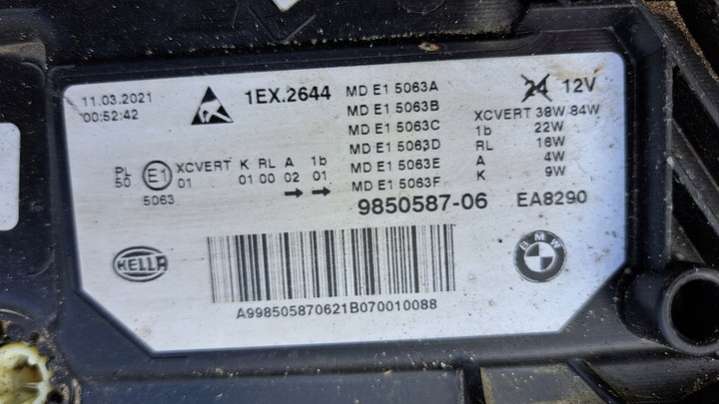 11.03.2021
00:52:42
1EX.2644
MD E1 5063A
MD E1 5063B
MD E1 5063C
MD E1 5063D
MD E1 5063E
MD E1 5063F
24 12V
XCVERT 38W-84W
1b 22W
RL 16W
A 4W
K 9W
PL
50
E1
5063
XCVERT K RL A 1b
01 01 00 02 01
9850587-06 EA8290
HELLA
BMW
A998505870621B070010088